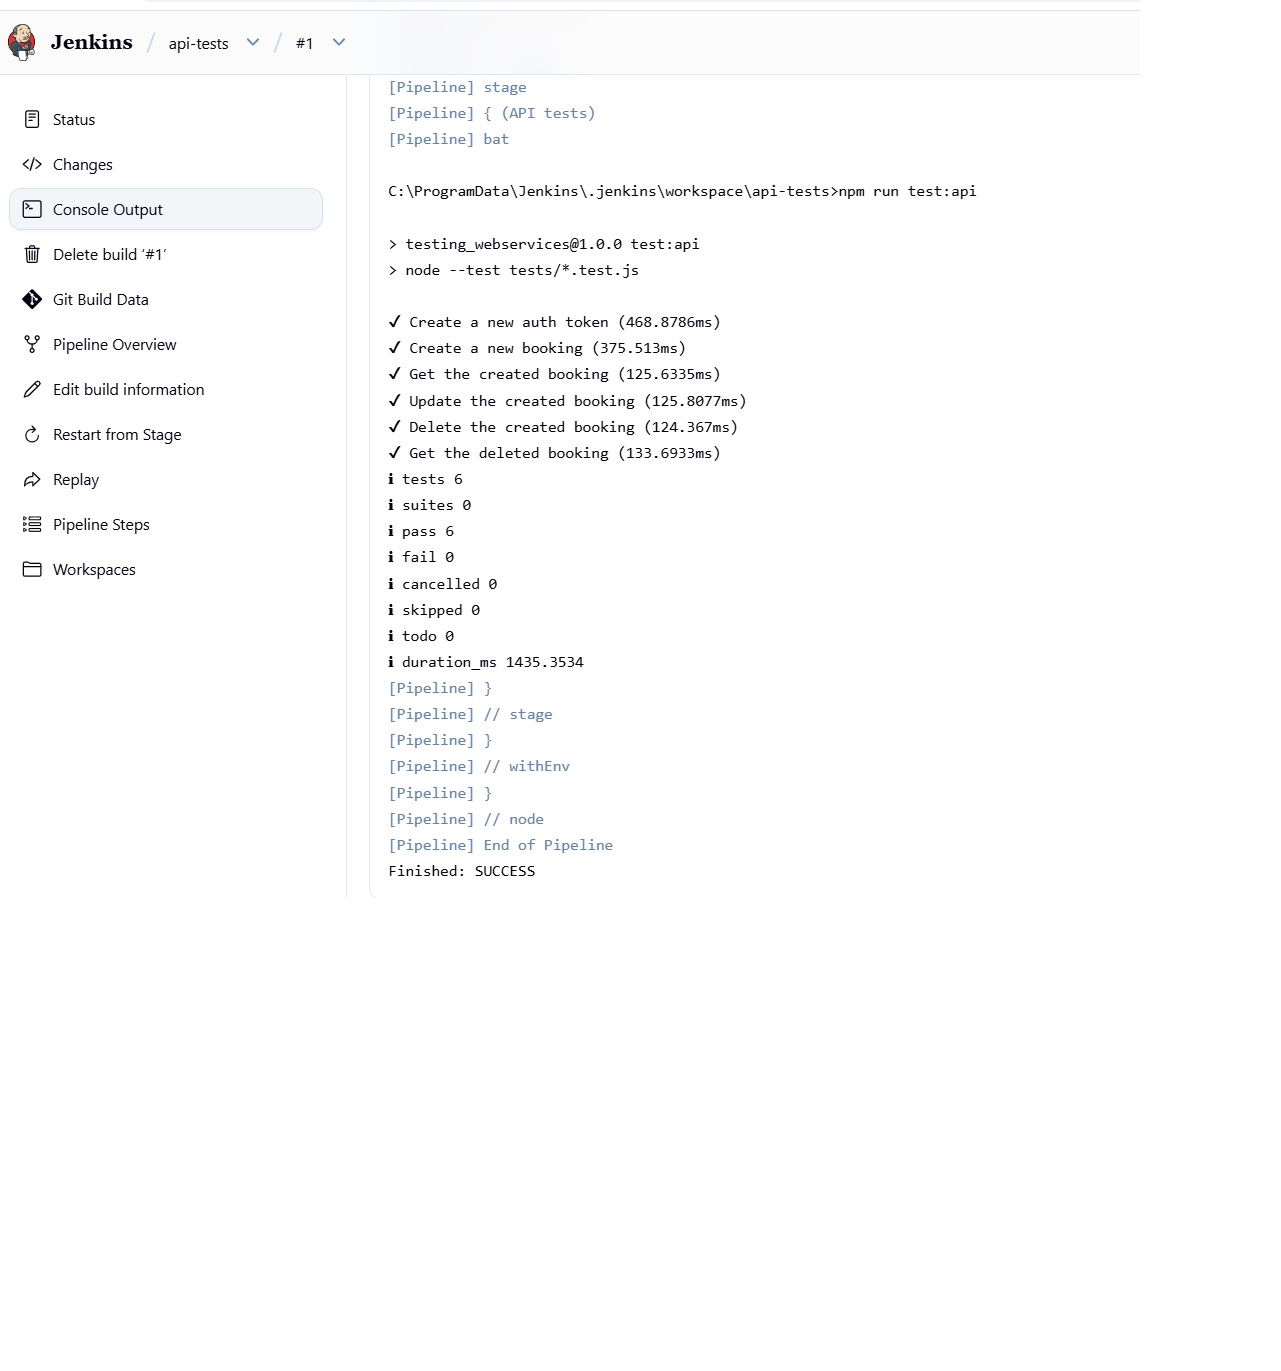 Jenkins / api-tests / #1
Status
Changes
Console Output
Delete build ‘#1’
Git Build Data
Pipeline Overview
Edit build information
Restart from Stage
Replay
Pipeline Steps
Workspaces
[Pipeline] stage
[Pipeline] { (API tests)
[Pipeline] bat
C:\ProgramData\Jenkins\.jenkins\workspace\api-tests>npm run test:api
> testing_webservices@1.0.0 test:api
> node --test tests/*.test.js
✓ Create a new auth token (468.8786ms)
✓ Create a new booking (375.513ms)
✓ Get the created booking (125.6335ms)
✓ Update the created booking (125.8077ms)
✓ Delete the created booking (124.367ms)
✓ Get the deleted booking (133.6933ms)
ℹ tests 6
ℹ suites 0
ℹ pass 6
ℹ fail 0
ℹ cancelled 0
ℹ skipped 0
ℹ todo 0
ℹ duration_ms 1435.3534
[Pipeline] }
[Pipeline] // stage
[Pipeline] }
[Pipeline] // withEnv
[Pipeline] }
[Pipeline] // node
[Pipeline] End of Pipeline
Finished: SUCCESS